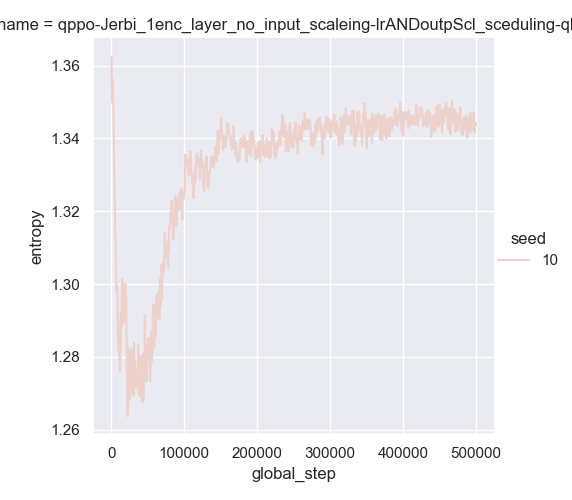 name = qppo-Jerbi_1enc_layer_no_input_scaleing-lrANDoutpScl_sceduling-ql
1.36
1.34
1.32
1.30
1.28
1.26
entropy
0 100000 200000 300000 400000 500000
global_step
seed
10